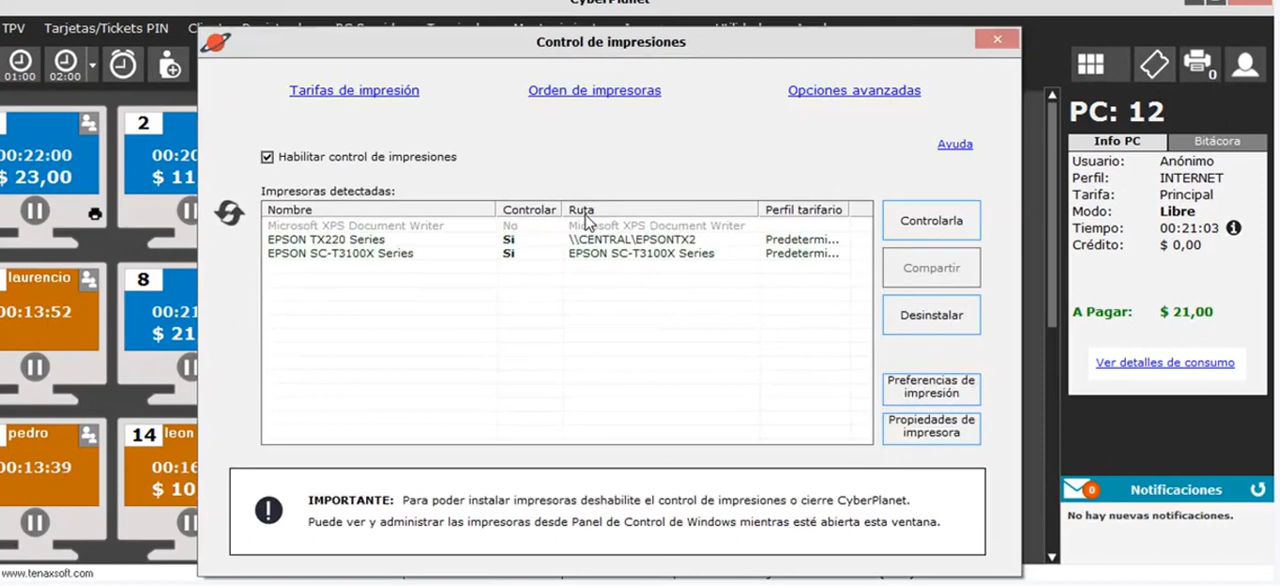 CyberPlanet
TPV Tarjetas/Tickets PIN
01:00 02:00
0
00:22:00
$ 23,00
2
00:20
$ 11
laurencio
00:13:52
8
00:21
$ 21
pedro
00:13:39
14 leon
00:16
$ 10
www.tenaxsoft.com
Control de impresiones
Tarifas de impresión
Orden de impresoras
Opciones avanzadas
Ayuda
Habilitar control de impresiones
Impresoras detectadas:
Nombre Controlar Ruta Perfil tarifario
Microsoft XPS Document Writer No Microsoft XPS Document Writer
EPSON TX220 Series Si \\CENTRAL\EPSONTX2 Predetermi...
EPSON SC-T3100X Series Si EPSON SC-T3100X Series Predetermi...
Controlarla
Compartir
Desinstalar
Preferencias de
impresión
Propiedades de
impresora
IMPORTANTE: Para poder instalar impresoras deshabilite el control de impresiones o cierre CyberPlanet.
Puede ver y administrar las impresoras desde Panel de Control de Windows mientras esté abierta esta ventana.
PC: 12
Info PC Bitácora
Usuario: Anónimo
Perfil: INTERNET
Tarifa: Principal
Modo: Libre
Tiempo: 00:21:03
Crédito: $ 0,00
A Pagar: $ 21,00
Ver detalles de consumo
0 Notificaciones
No hay nuevas notificaciones.